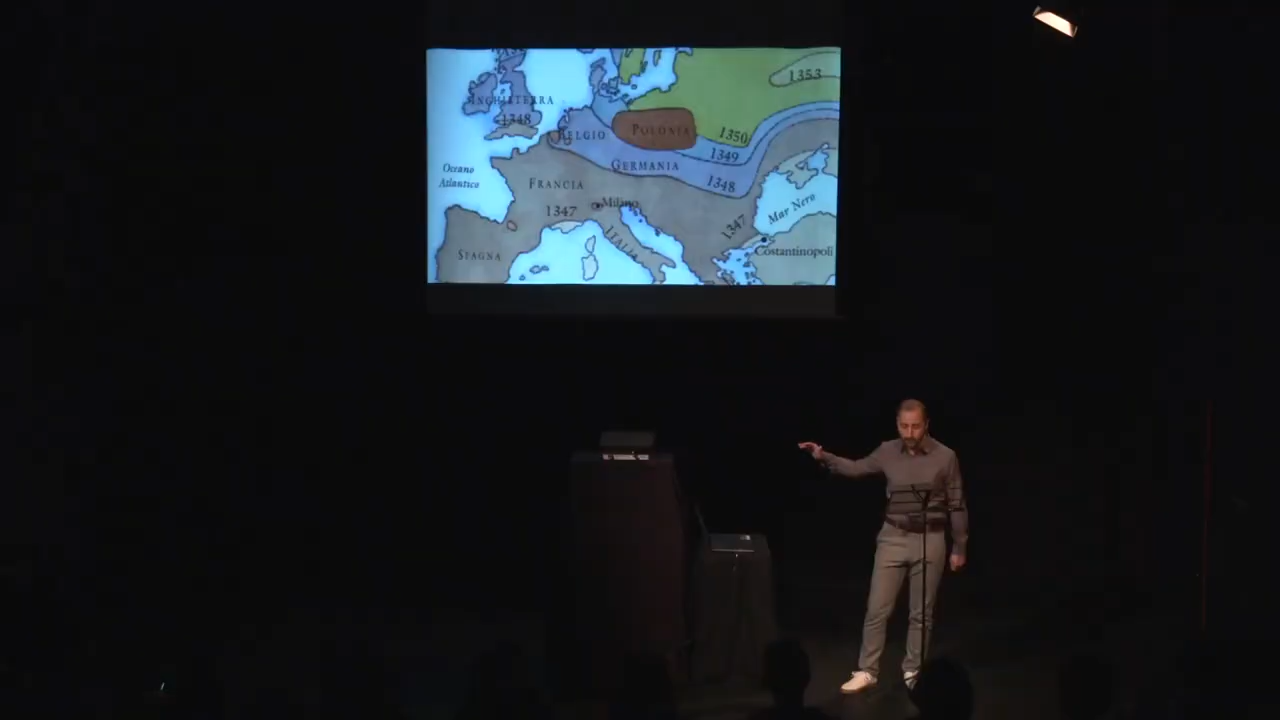 1353
INGHILTERRA
1348
BELGIO
POLONIA
1350
1349
GERMANIA
1348
Oceano
Atlantico
FRANCIA
1347
Milano
Mar Nero
1347
ITALIA
SPAGNA
Costantinopoli